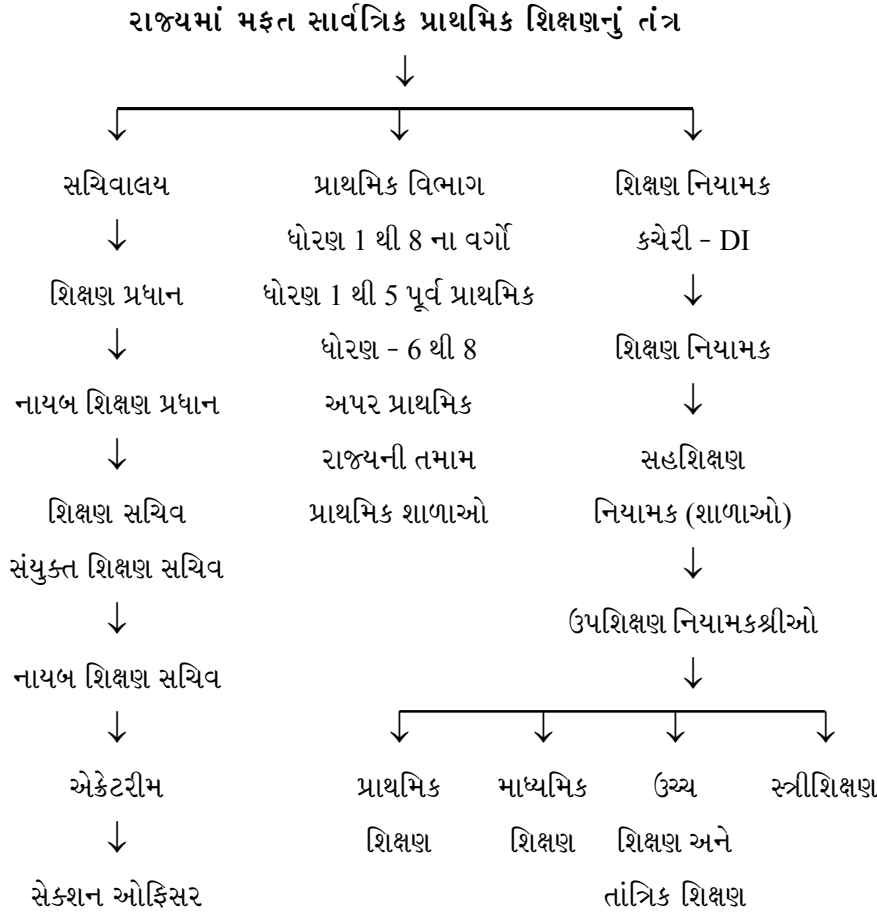 રાજ્યમાં મફત સાર્વત્રિક પ્રાથમિક શિક્ષણનું તંત્ર
સચિવાલય
શિક્ષણ પ્રધાન
નાયબ શિક્ષણ પ્રધાન
શિક્ષણ સચિવ
સંયુક્ત શિક્ષણ સચિવ
નાયબ શિક્ષણ સચિવ
એક્રેટરીમ
સેક્શન ઓફિસર
પ્રાથમિક વિભાગ
ધોરણ 1 થી 8 ના વર્ગો
ધોરણ 1 થી 5 પૂર્વ પ્રાથમિક
ધોરણ - 6 થી 8
અપર પ્રાથમિક
રાજ્યની તમામ
પ્રાથમિક શાળાઓ
શિક્ષણ નિયામક
કચેરી - DI
શિક્ષણ નિયામક
સહશિક્ષણ
નિયામક (શાળાઓ)
ઉપશિક્ષણ નિયામકશ્રીઓ
પ્રાથમિક
શિક્ષણ
માધ્યમિક
શિક્ષણ
ઉચ્ચ
શિક્ષણ અને
તાંત્રિક શિક્ષણ
સ્ત્રીશિક્ષણ